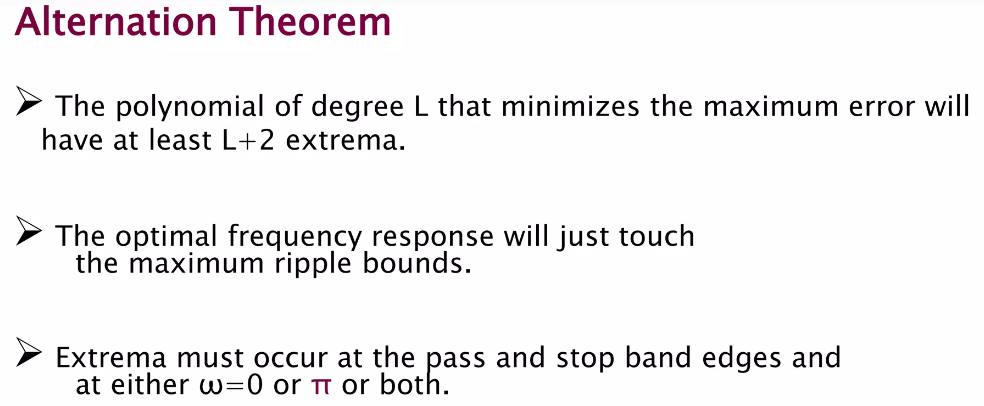 Alternation Theorem
➢ The polynomial of degree L that minimizes the maximum error will
have at least L+2 extrema.
➢ The optimal frequency response will just touch
the maximum ripple bounds.
➢ Extrema must occur at the pass and stop band edges and
at either ω=0 or π or both.